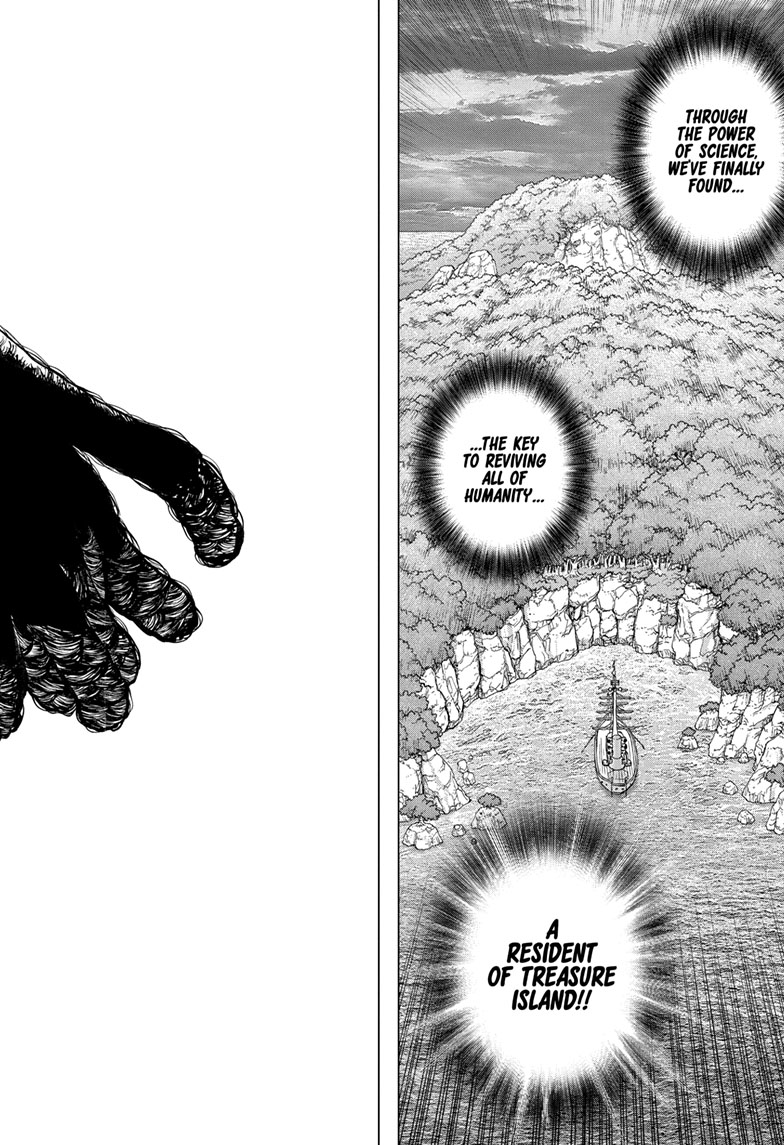 THROUGH
THE POWER
OF SCIENCE,
WE'VE FINALLY
FOUND...
...THE KEY
TO REVIVING
ALL OF
HUMANITY...
A
RESIDENT
OF TREASURE
ISLAND!!